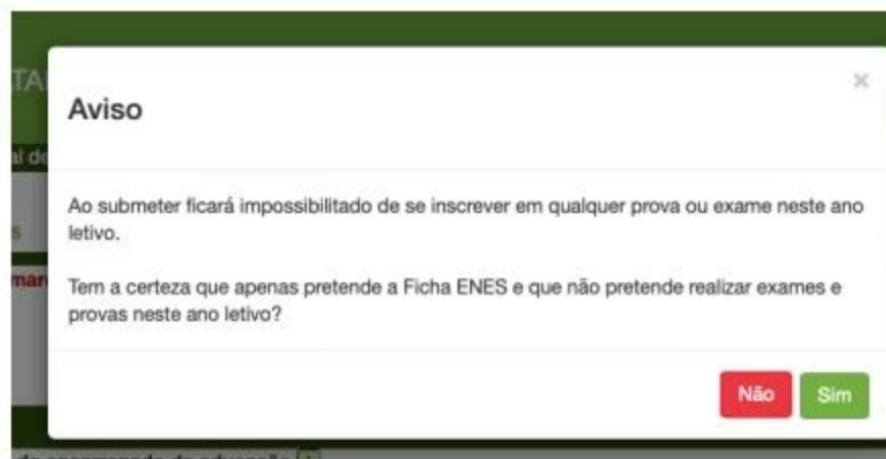 Aviso
×
Ao submeter ficará impossibilitado de se inscrever em qualquer prova ou exame neste ano
letivo.
Tem a certeza que apenas pretende a Ficha ENES e que não pretende realizar exames e
provas neste ano letivo?
Não
Sim